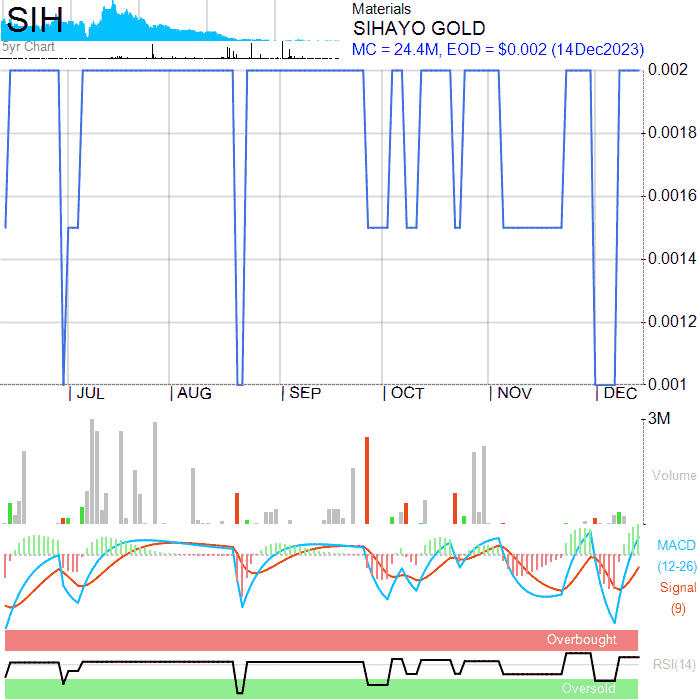 SIH
Materials
SIHAYO GOLD
MC = 24.4M, EOD = $0.002 (14Dec2023)
5yr Chart
0.002
0.0018
0.0016
0.0014
0.0012
0.001
JUL
AUG
SEP
OCT
NOV
DEC
3M
Volume
MACD
(12-26)
Signal
(9)
Overbought
RSI(14)
Oversold